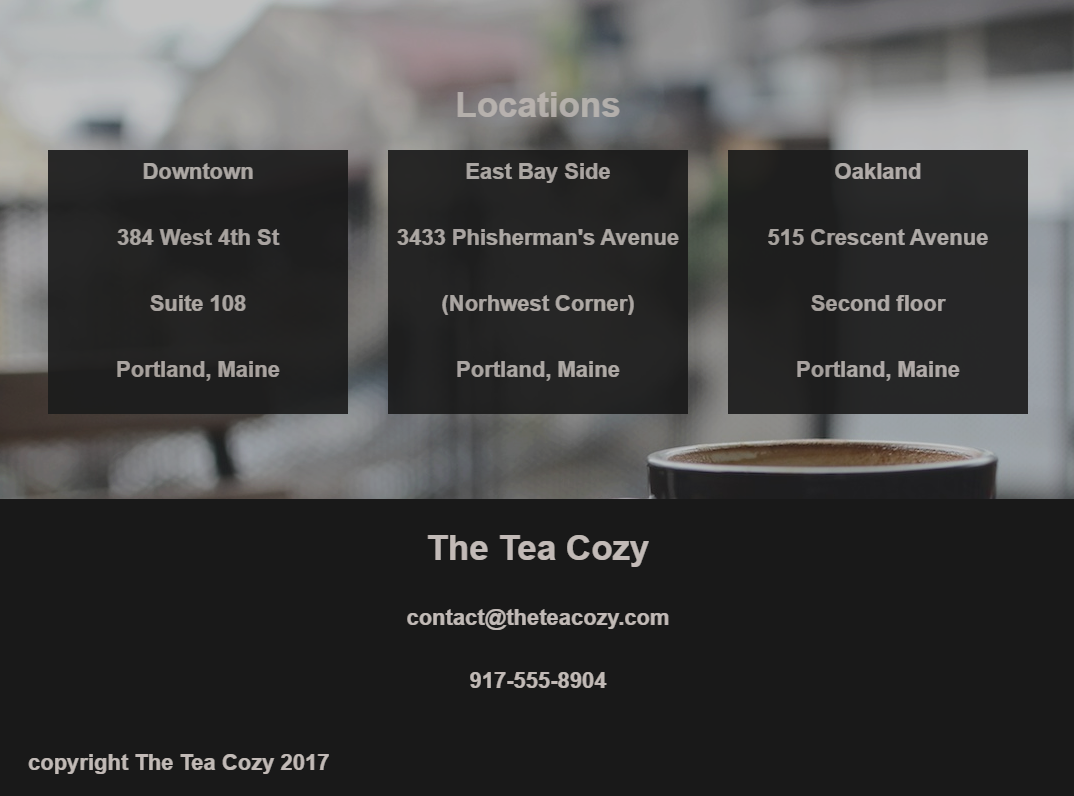 Locations
Downtown
384 West 4th St
Suite 108
Portland, Maine
East Bay Side
3433 Phisherman's Avenue
(Norhwest Corner)
Portland, Maine
Oakland
515 Crescent Avenue
Second floor
Portland, Maine
The Tea Cozy
contact@theteacozy.com
917-555-8904
copyright The Tea Cozy 2017